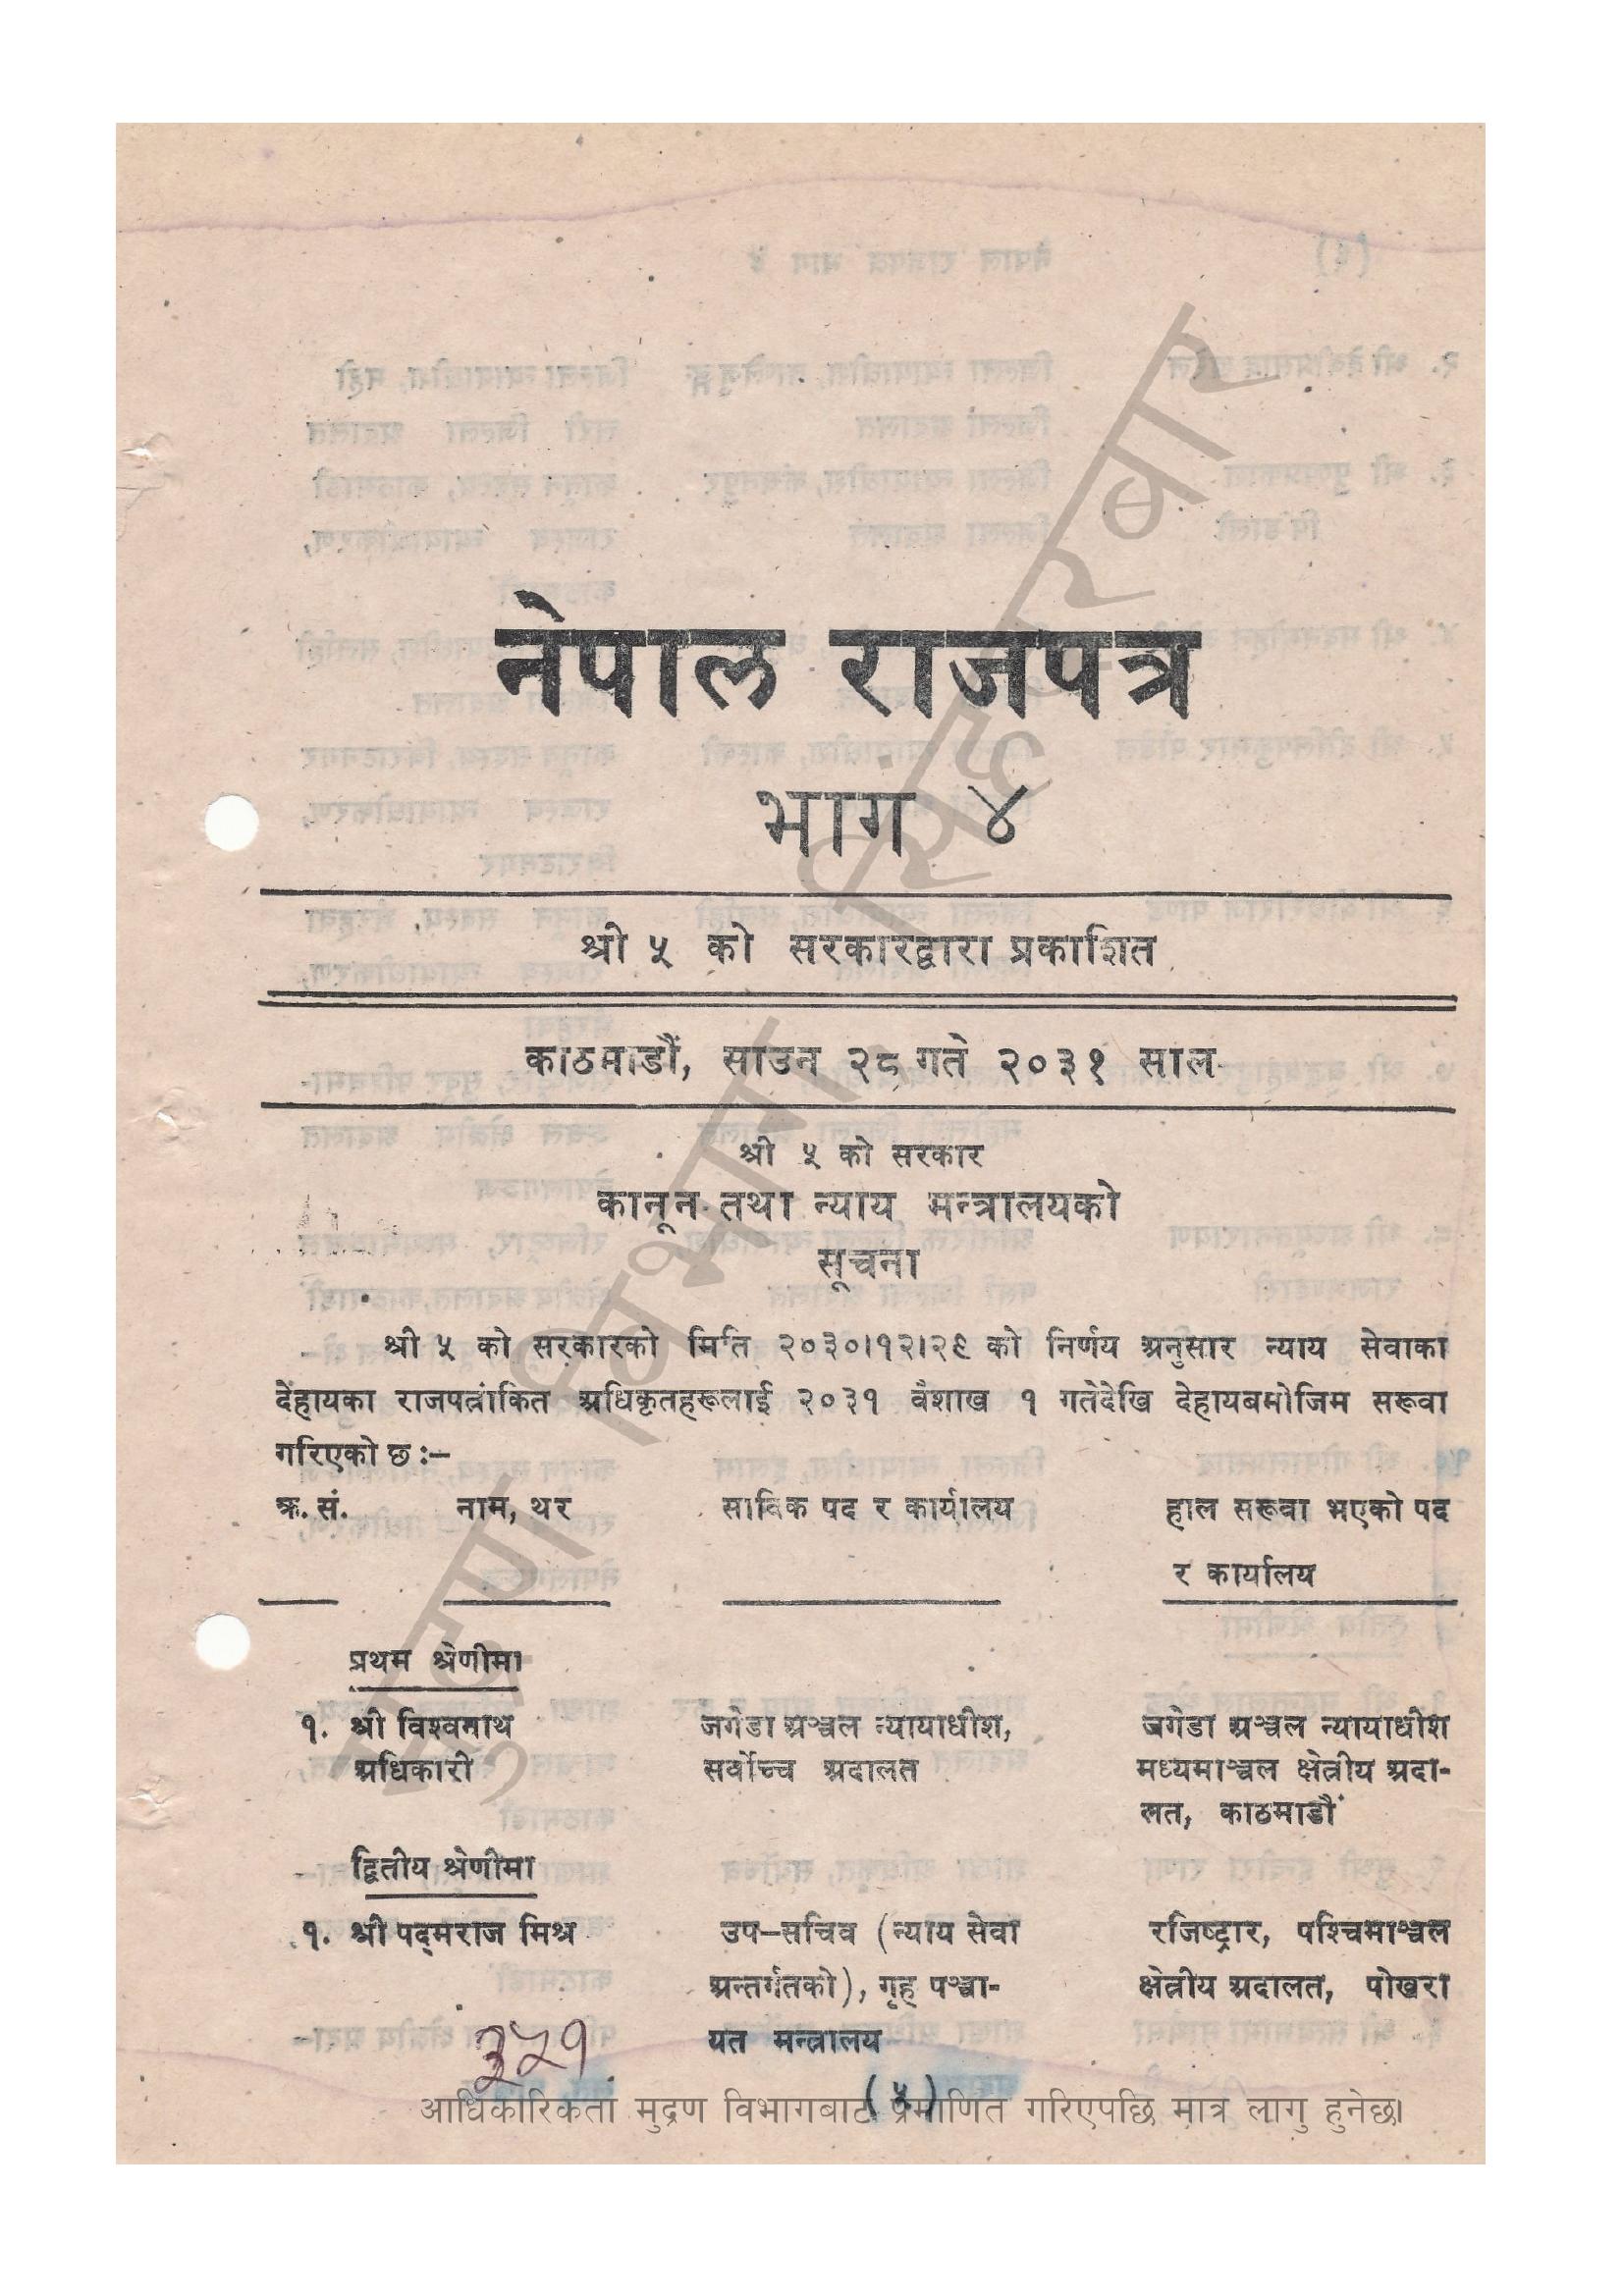 नेपाल राजपत्र
भाग ४
श्री ५ को सरकारद्वारा प्रकाशित
काठमाडौं, साउन २८ गते २०३१ साल
श्री ५ को सरकार
कानून तथा न्याय मन्त्रालयको
सूचना
श्री ५ को सरकारको मिति २०३०।१२।२९ को निर्णय अनुसार न्याय सेवाका
देहायका राजपत्रांकित अधिकृतहरूलाई २०३१ वैशाख १ गतेदेखि देहायबमोजिम सरूवा
गरिएको छ :–
क्र. सं. नाम, थर साविक पद र कार्यालय हाल सरूवा भएको पद
र कार्यालय
प्रथम श्रेणीमा
१. श्री विश्वनाथ जगेडा अञ्चल न्यायाधीश, जगेडा अञ्चल न्यायाधीश
अधिकारी सर्वोच्च अदालत मध्यमाञ्चल क्षेत्रीय अदा-
लत, काठमाडौं
द्वितीय श्रेणीमा
१. श्री पद्मराज मिश्र उप–सचिव (न्याय सेवा रजिष्ट्रार, पश्चिमाञ्चल
अन्तर्गतको), गृह पञ्चा- क्षेत्रीय अदालत, पोखरा
यत मन्त्रालय
३५१
(५)
आधिकारिकता मुद्रण विभागबाट प्रमाणित गरिएपछि मात्र लागु हुनेछ।
मुद्रण विभाग, सिंहदरबार